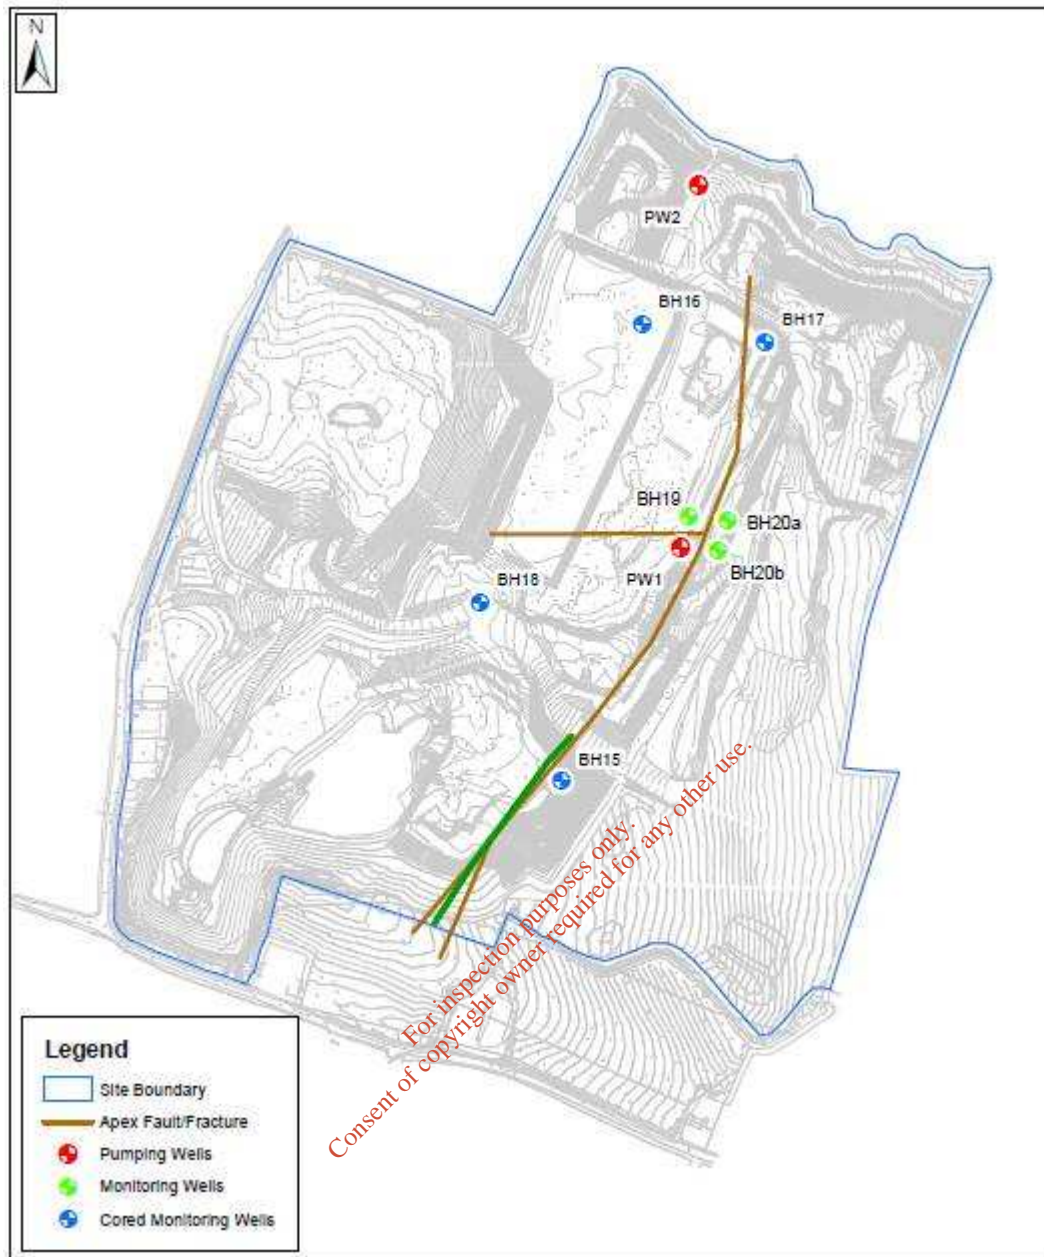 N
PW2
BH16
BH17
BH19
BH20a
PW1
BH20b
BH18
BH15
For inspection purposes only.
Consent of copyright owner required for any other use.
Legend
Site Boundary
Apex Fault/Fracture
Pumping Wells
Monitoring Wells
Cored Monitoring Wells